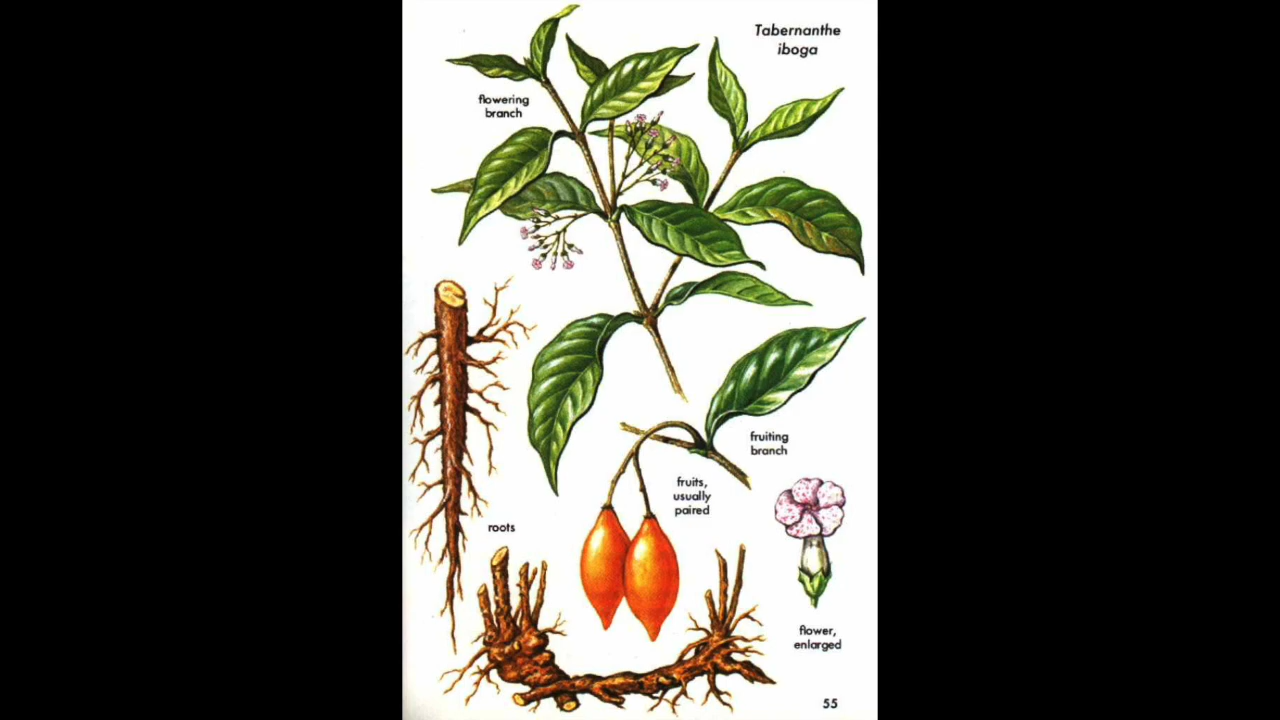 Tabernanthe
iboga
flowering
branch
fruiting
branch
fruits,
usually
paired
roots
flower,
enlarged
55